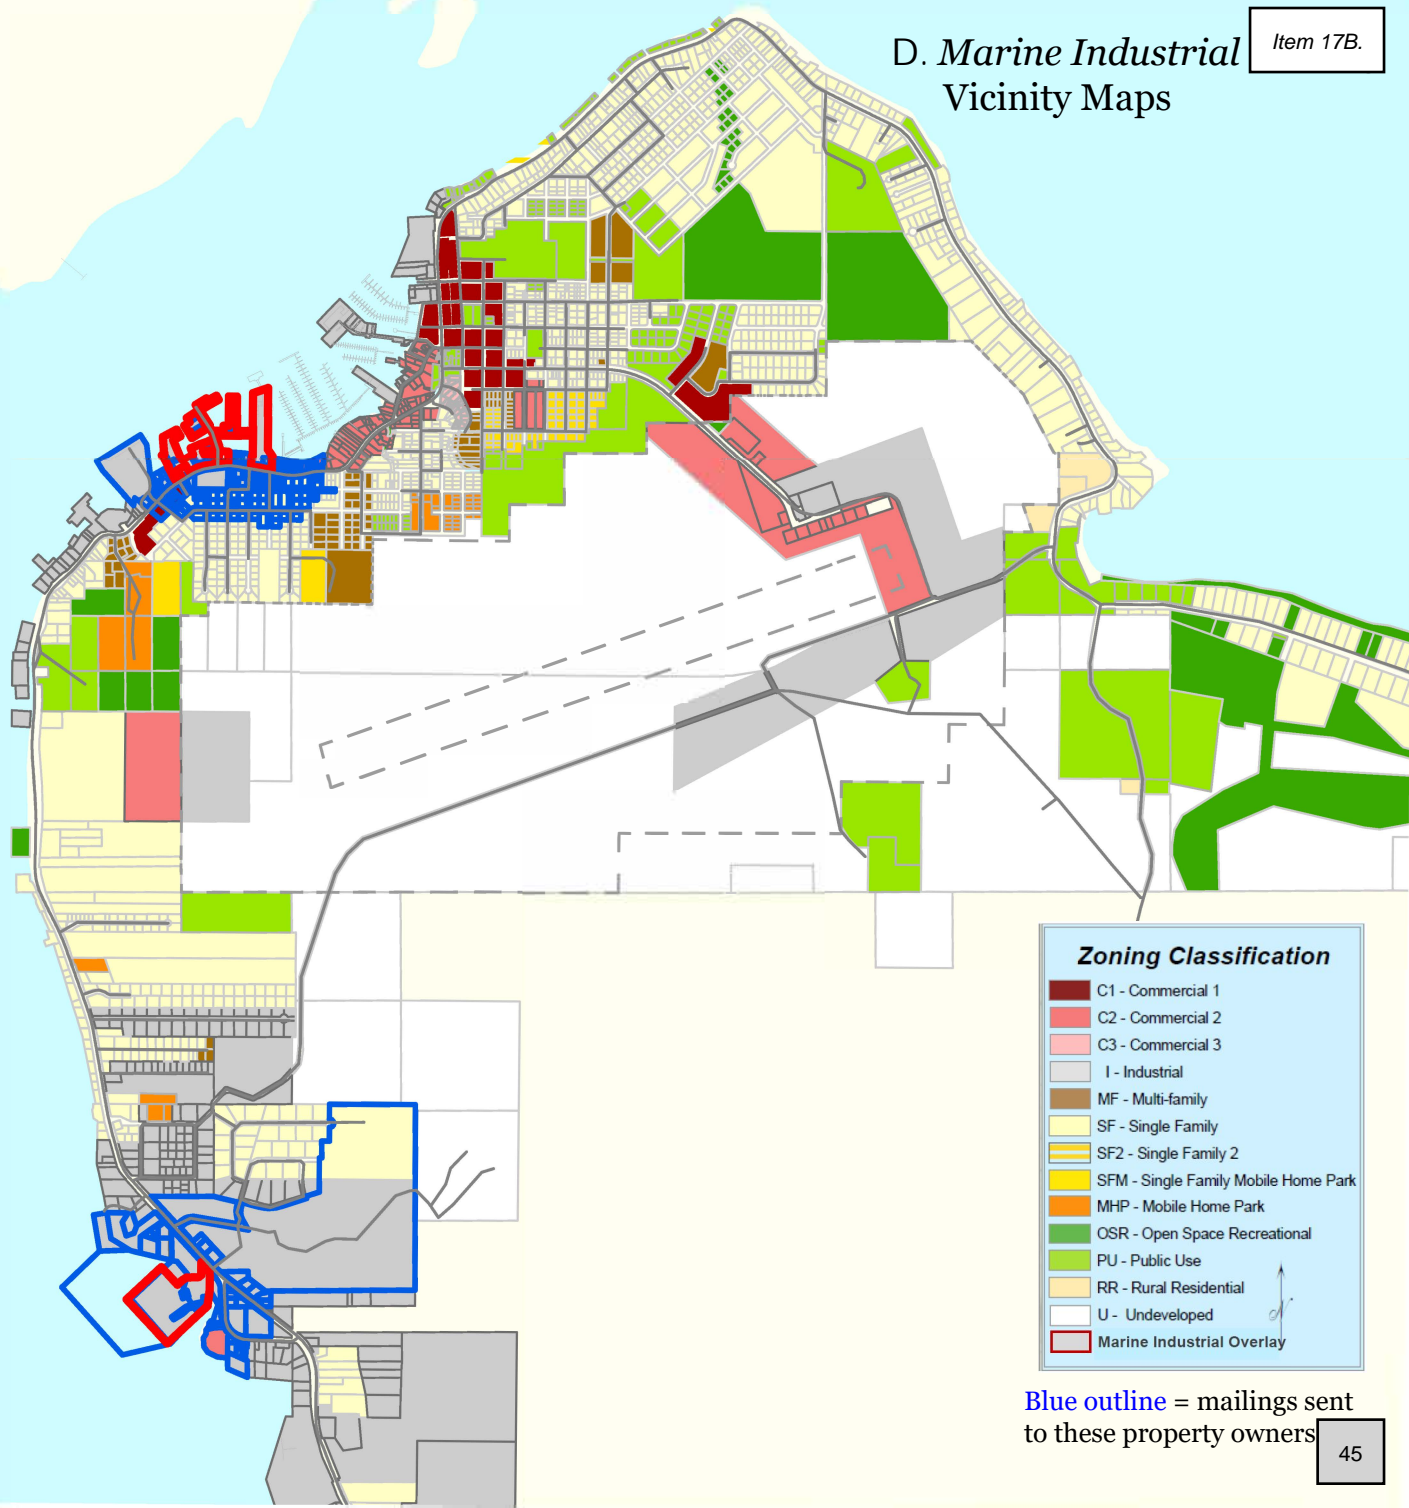 D. Marine Industrial
Vicinity Maps
Item 17B.
Zoning Classification
C1 - Commercial 1
C2 - Commercial 2
C3 - Commercial 3
I - Industrial
MF - Multi-family
SF - Single Family
SF2 - Single Family 2
SFM - Single Family Mobile Home Park
MHP - Mobile Home Park
OSR - Open Space Recreational
PU - Public Use
RR - Rural Residential
U - Undeveloped
N
Marine Industrial Overlay
Blue outline = mailings sent
to these property owners
45